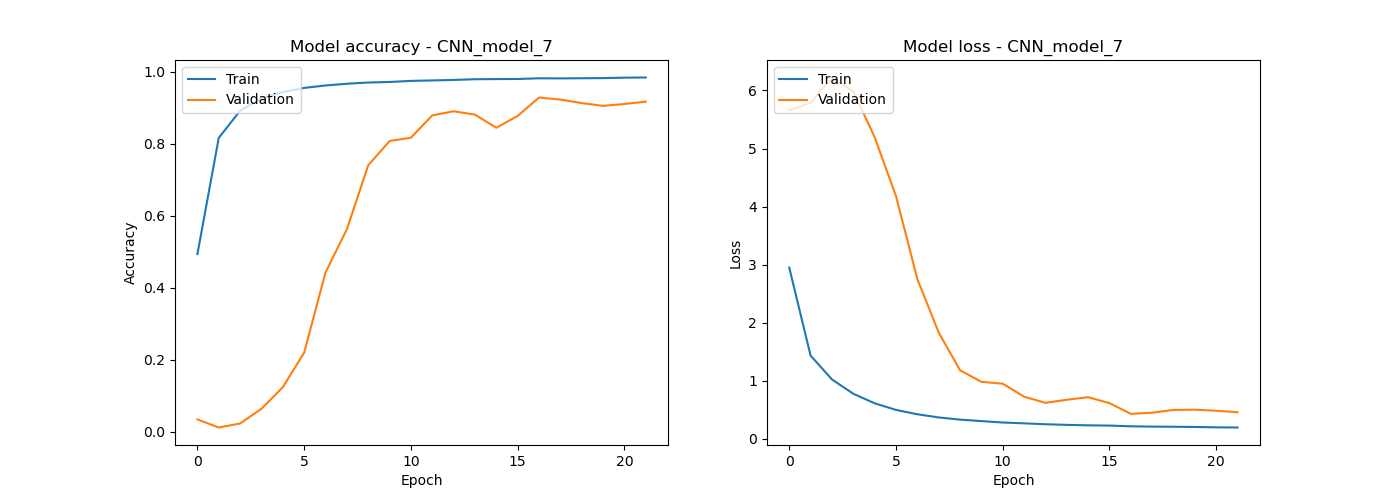 Model accuracy - CNN_model_7
Train
Validation
1.0
0.8
0.6
0.4
0.2
0.0
Accuracy
0 5 10 15 20
Epoch
Model loss - CNN_model_7
Train
Validation
6
5
4
3
2
1
0
Loss
0 5 10 15 20
Epoch